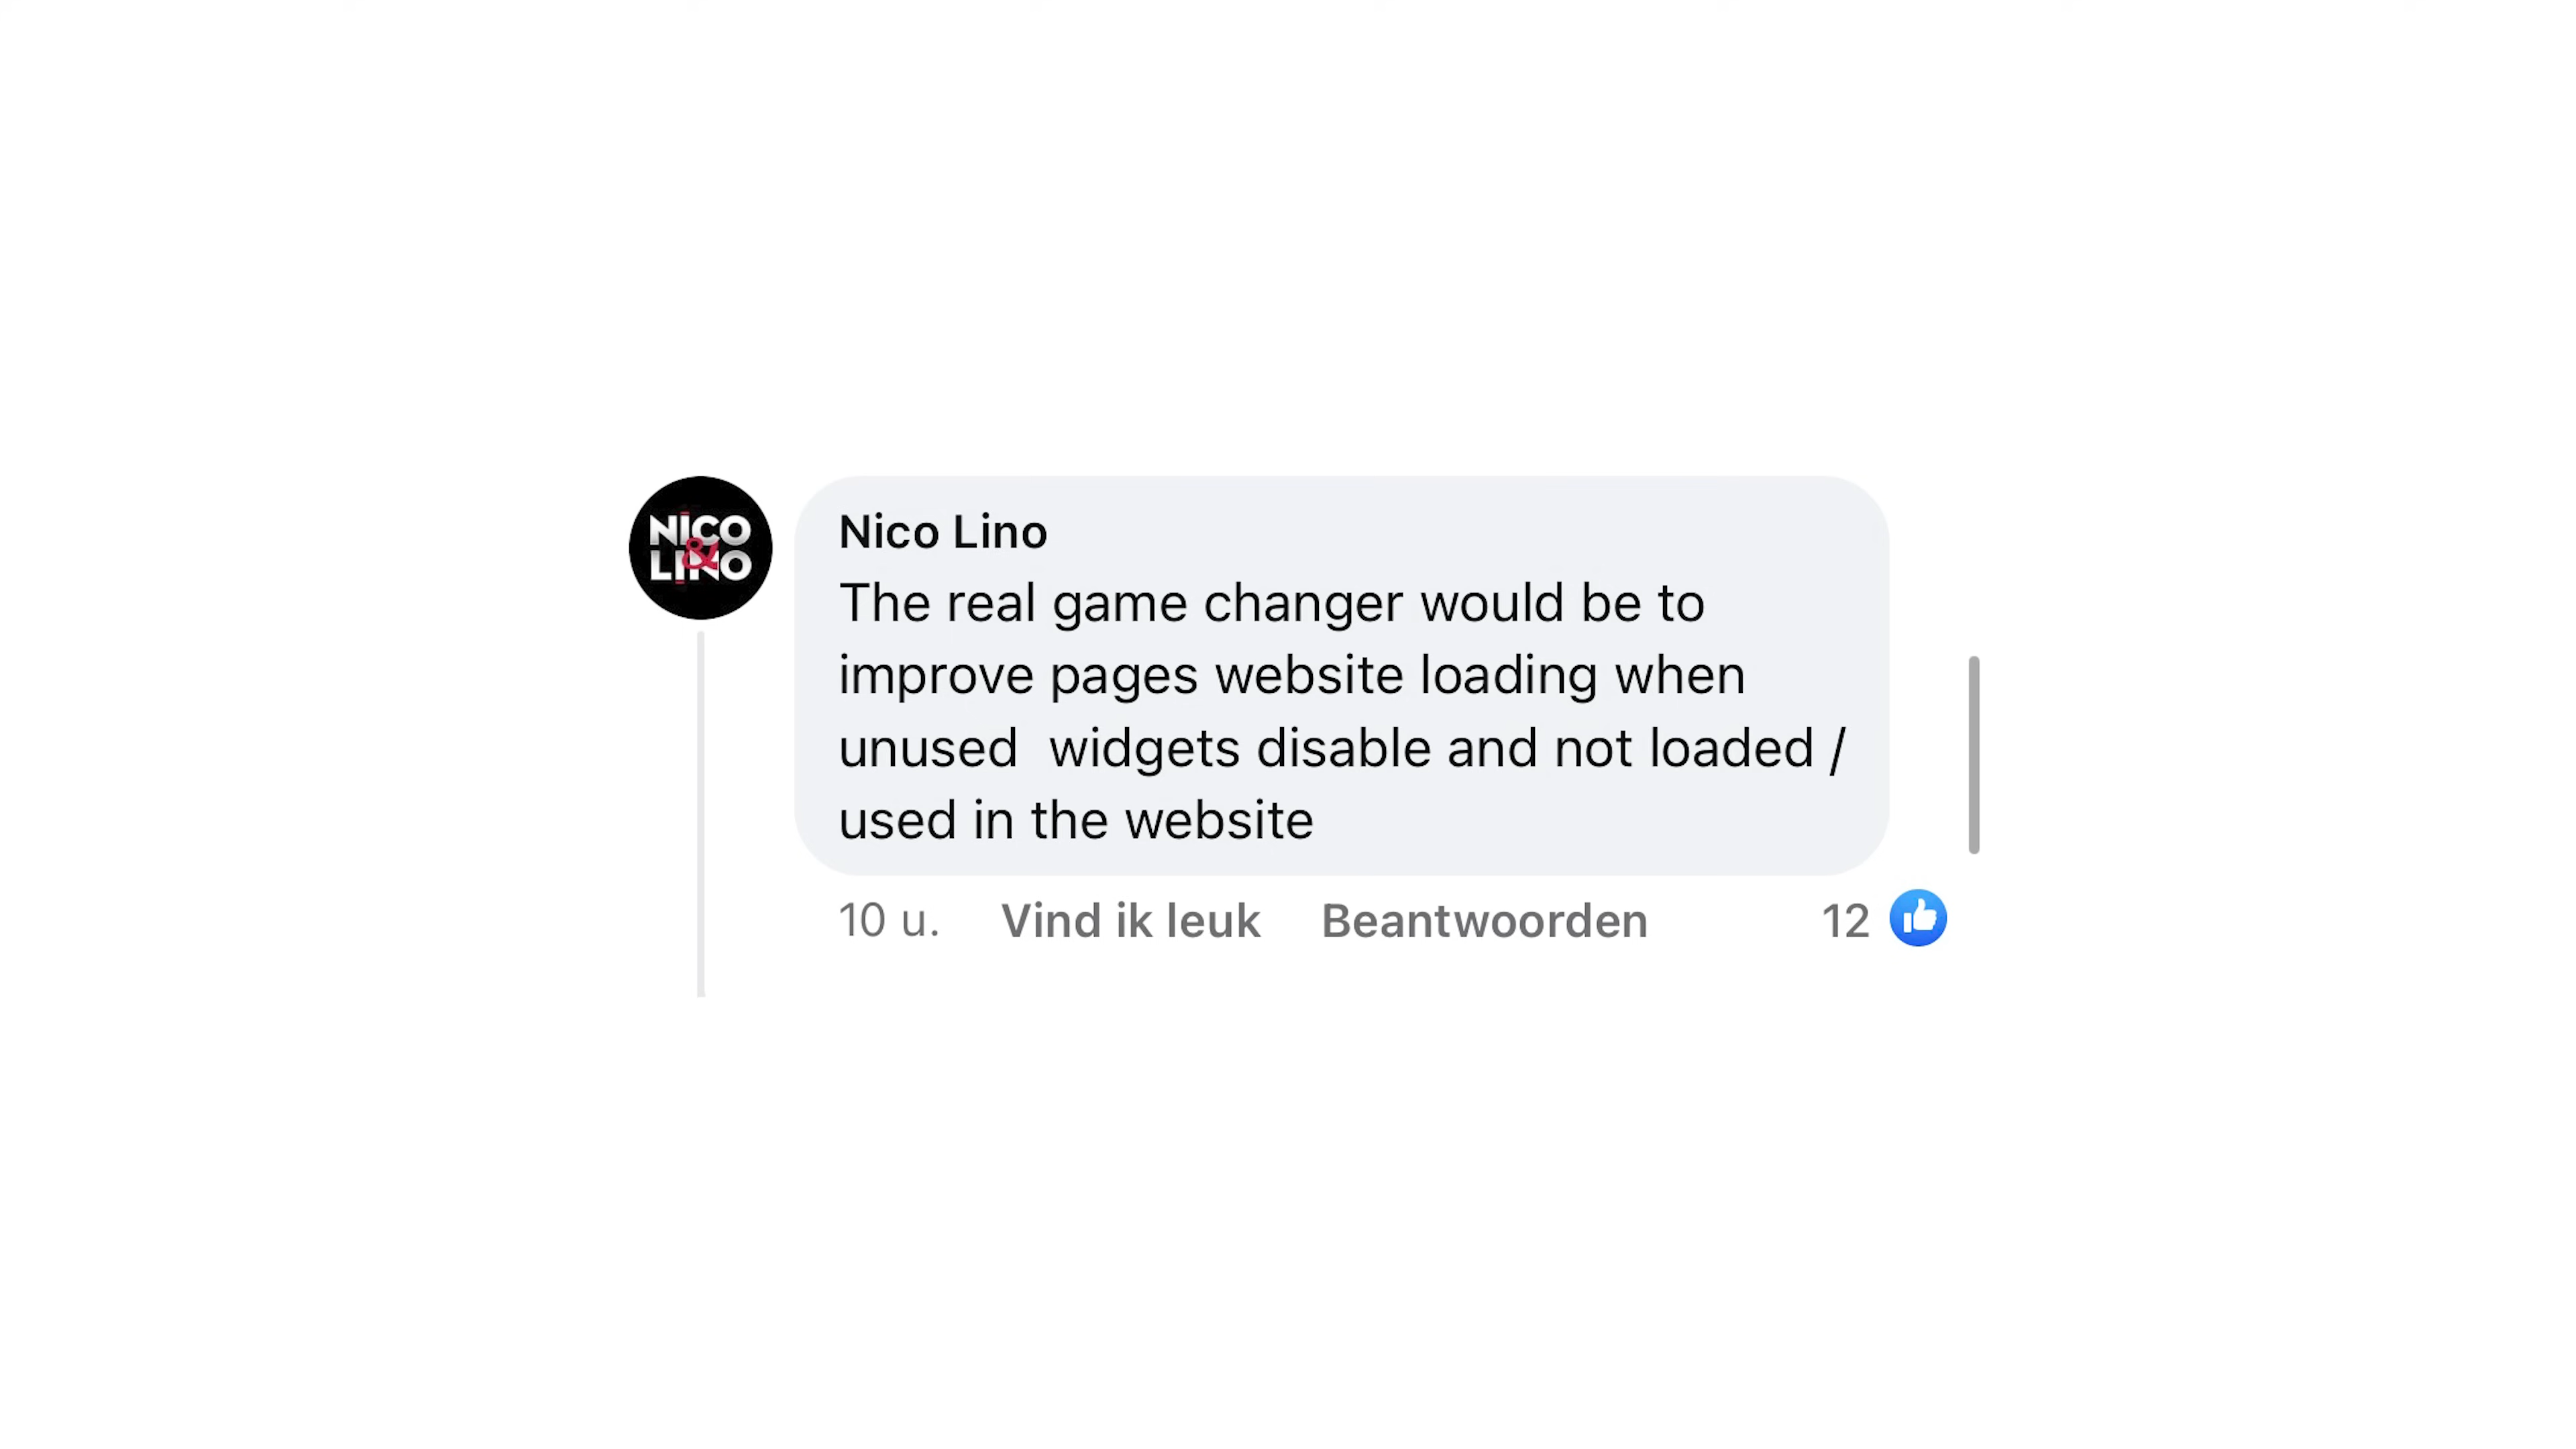 NICO
&
LINO
Nico Lino
The real game changer would be to
improve pages website loading when
unused  widgets disable and not loaded /
used in the website
10 u. Vind ik leuk Beantwoorden 12